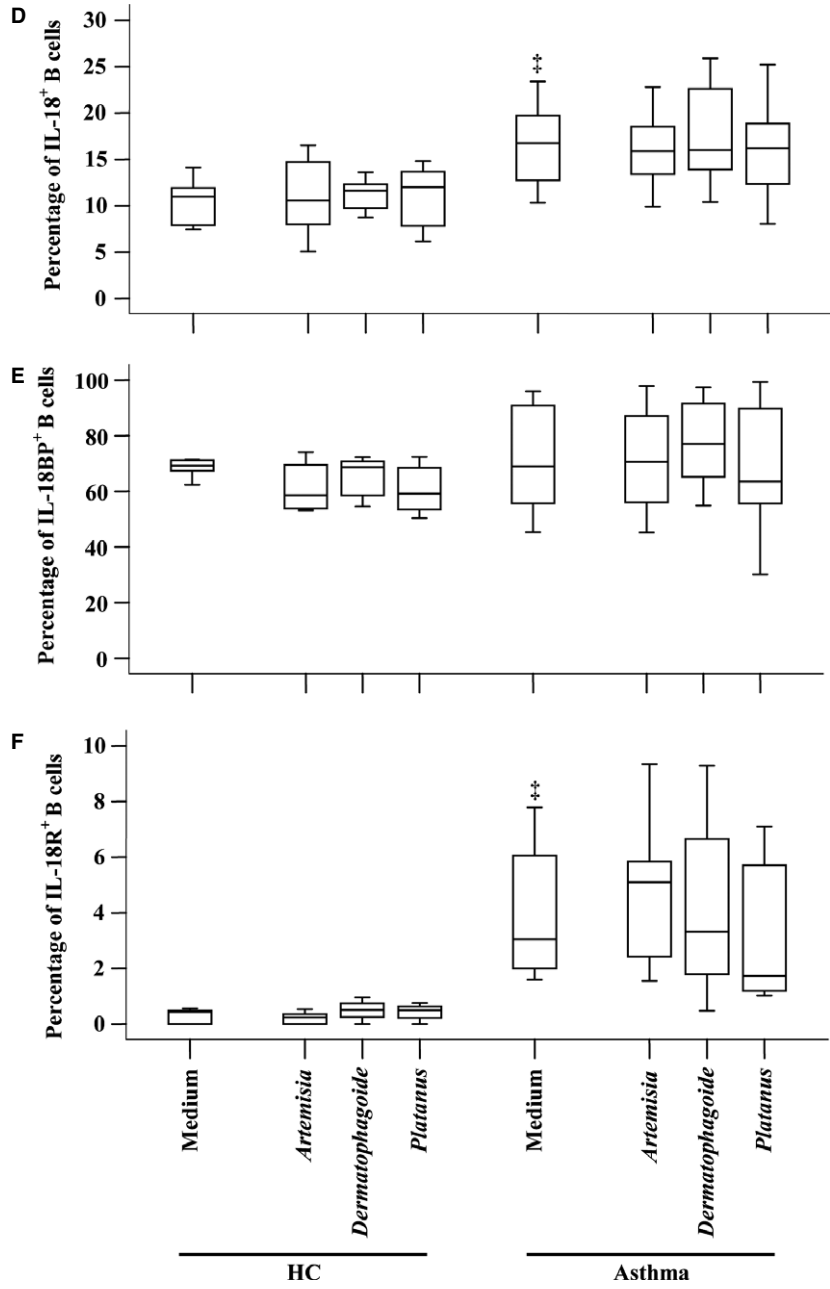 D
Percentage of IL-18+ B cells
30
25
20
15
10
5
0
‡
E
Percentage of IL-18BP+ B cells
100
80
60
40
20
0
F
Percentage of IL-18R+ B cells
10
8
6
4
2
0
‡
Medium
Artemisia
Dermatophagoide
Platanus
Medium
Artemisia
Dermatophagoide
Platanus
HC
Asthma